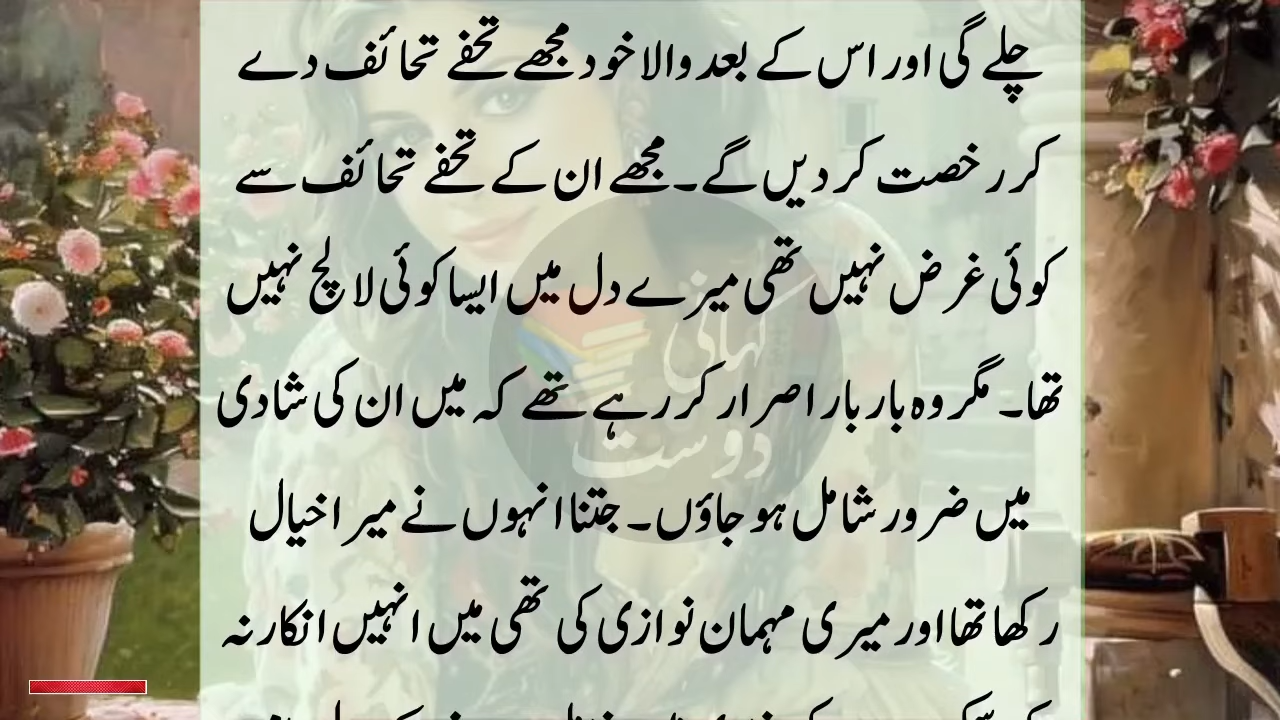 چلے گی اور اس کے بعد والا خود مجھے تحفے تحائف دے
کر رخصت کر دیں گے۔ مجھے ان کے تحفے تحائف سے
کوئی غرض نہیں تھی میرے دل میں ایسا کوئی لالچ نہیں
تھا۔ مگر وہ بار بار اصرار کر رہے تھے کہ میں ان کی شادی
میں ضرور شامل ہو جاؤں۔ جتنا انہوں نے میرا خیال
رکھا تھا اور میری مہمان نوازی کی تھی میں انہیں انکار نہ
کہانی
دوست